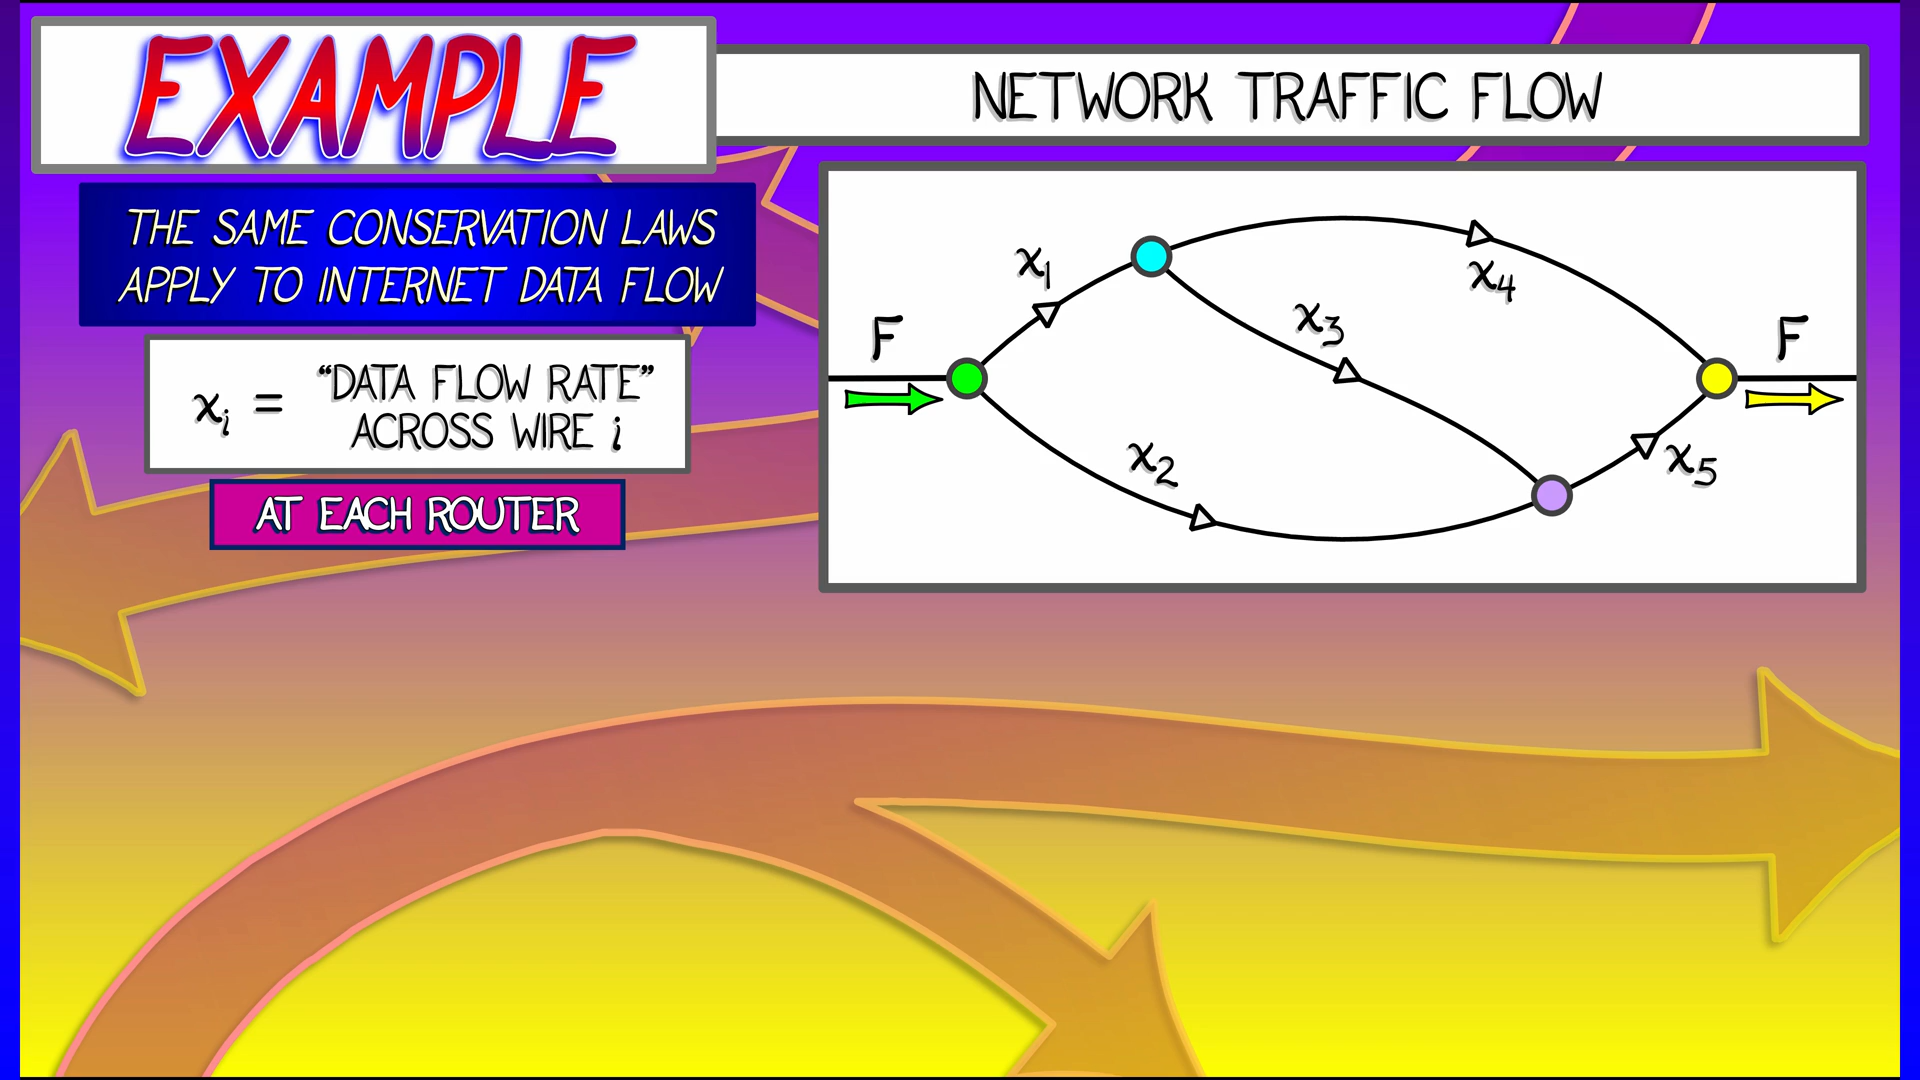 EXAMPLE
NETWORK TRAFFIC FLOW
THE SAME CONSERVATION LAWS
APPLY TO INTERNET DATA FLOW
xᵢ = "DATA FLOW RATE"
ACROSS WIRE i
AT EACH ROUTER
x₁
x₄
x₃
F
F
x₂
x₅